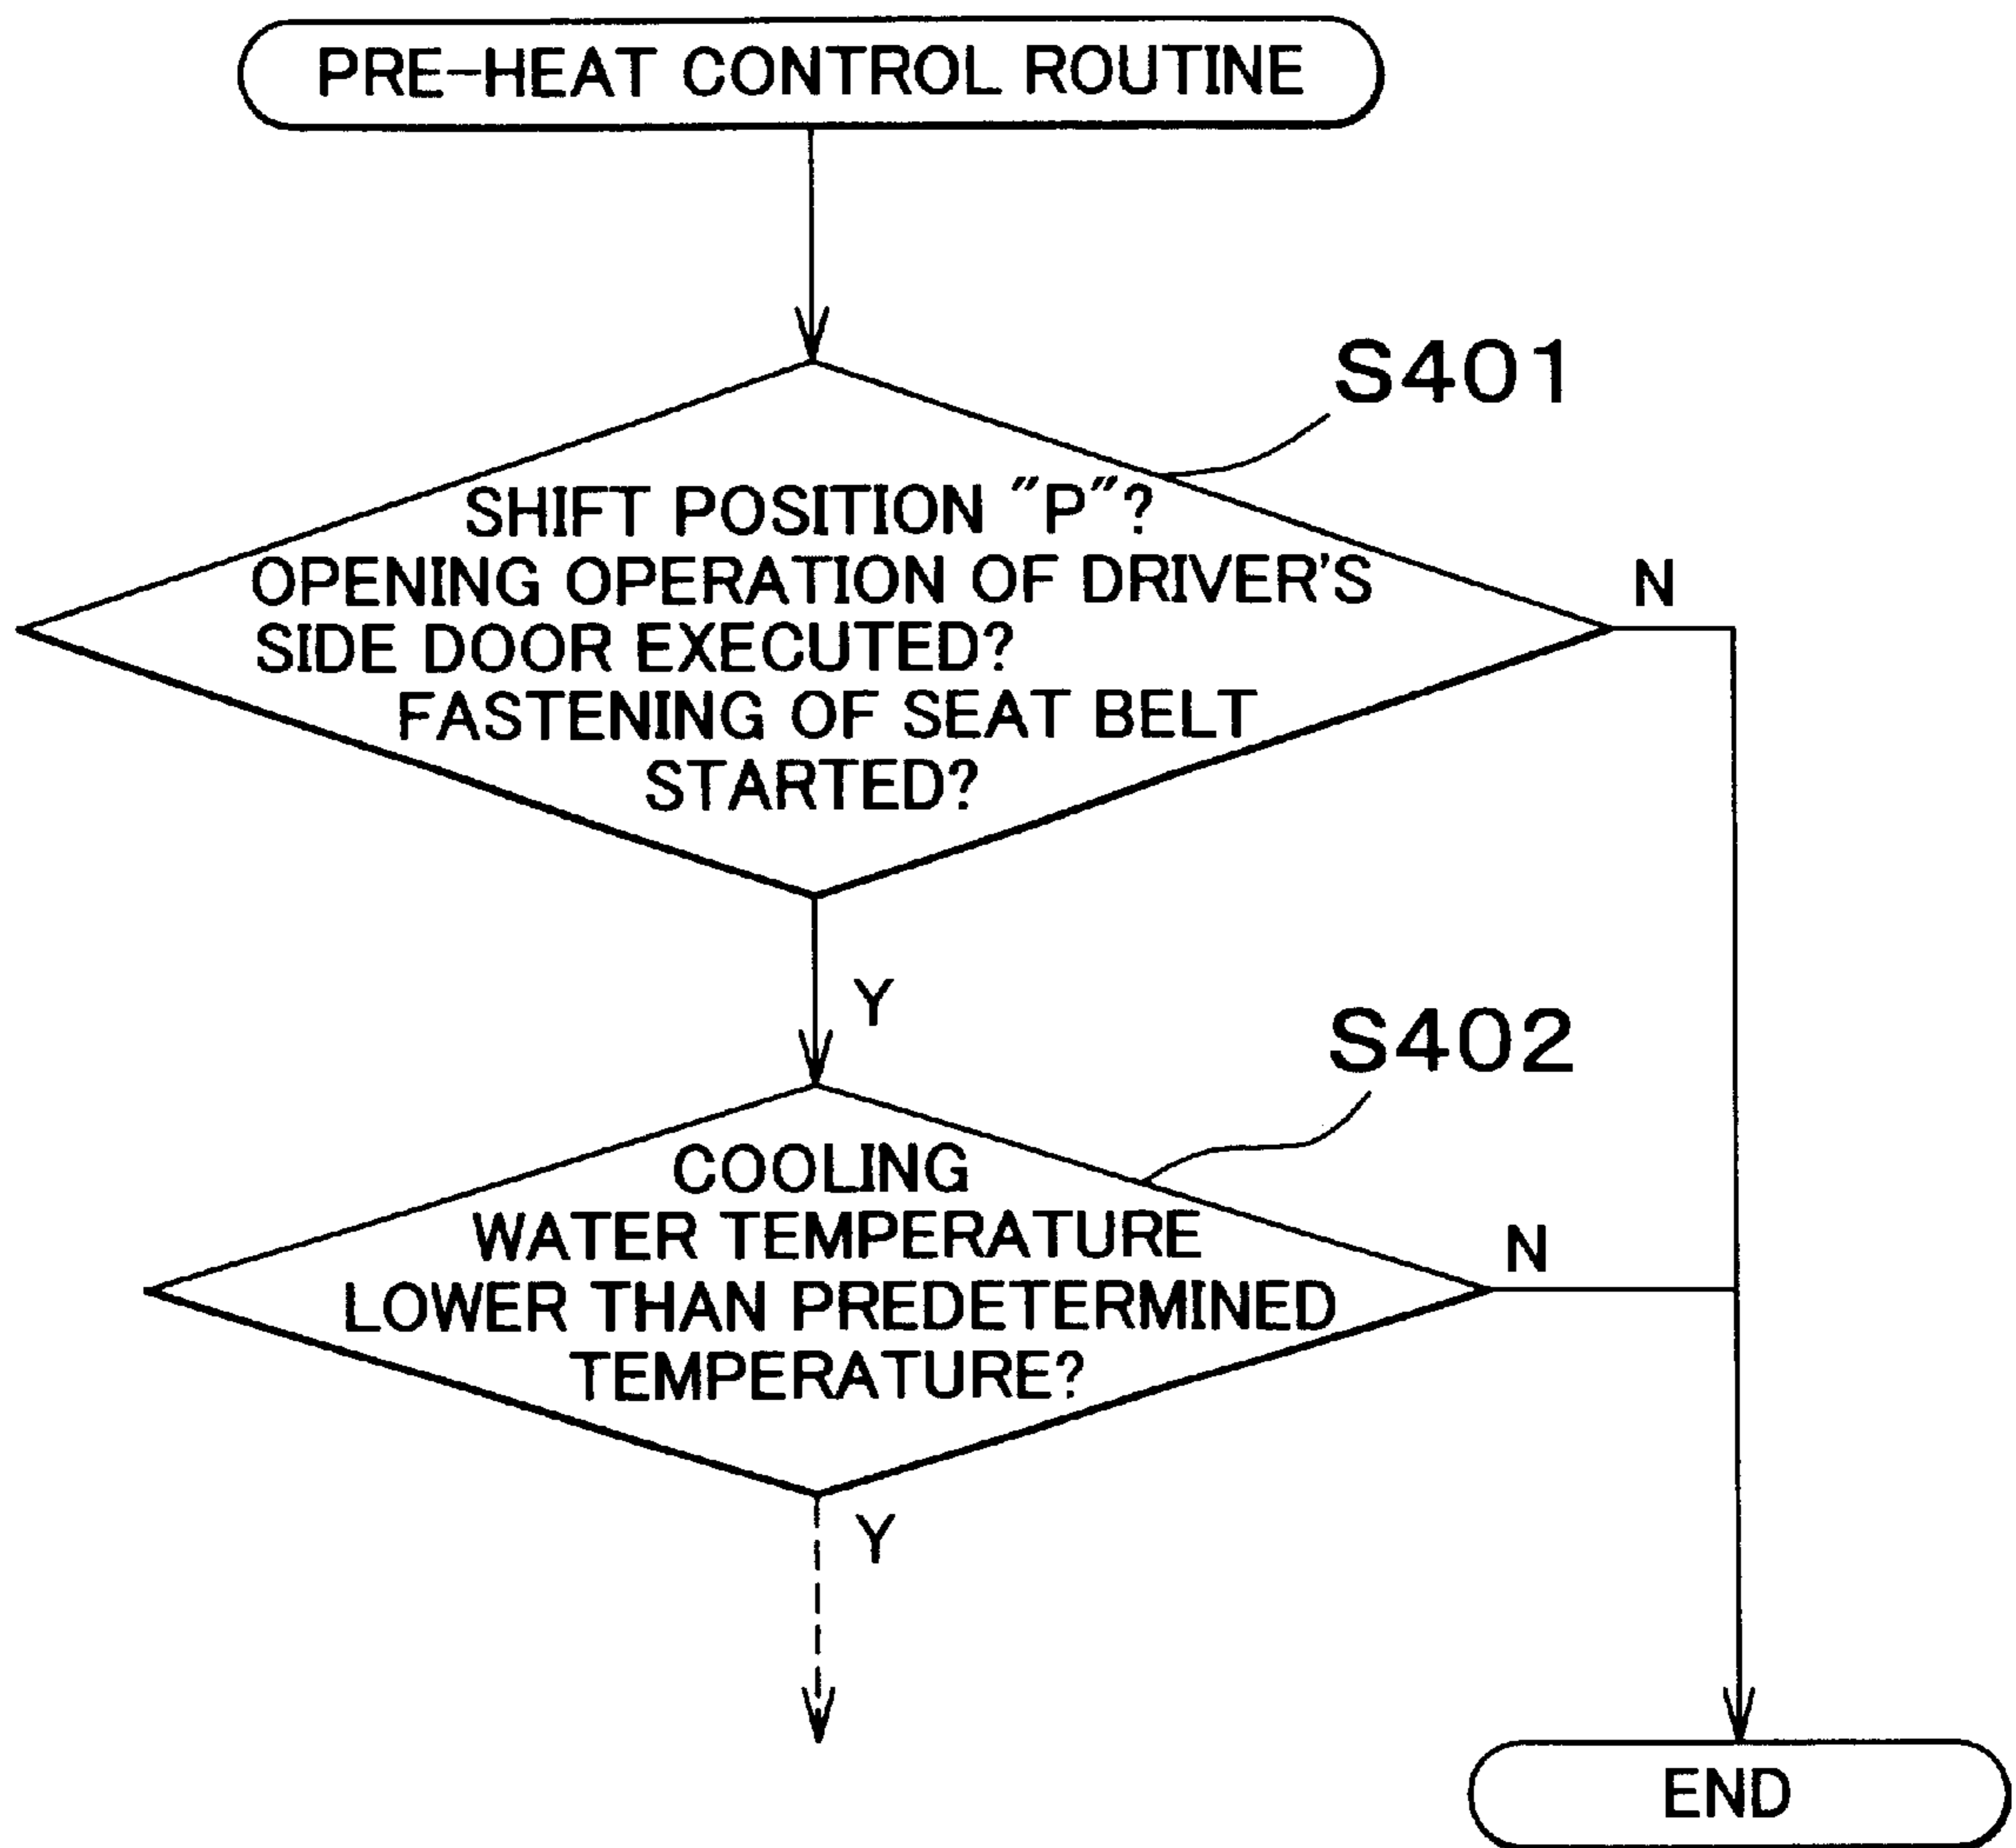 PRE-HEAT CONTROL ROUTINE
S401
SHIFT POSITION "P"?
OPENING OPERATION OF DRIVER'S
SIDE DOOR EXECUTED?
FASTENING OF SEAT BELT
STARTED?
N
Y
S402
COOLING
WATER TEMPERATURE
LOWER THAN PREDETERMINED
TEMPERATURE?
N
Y
END